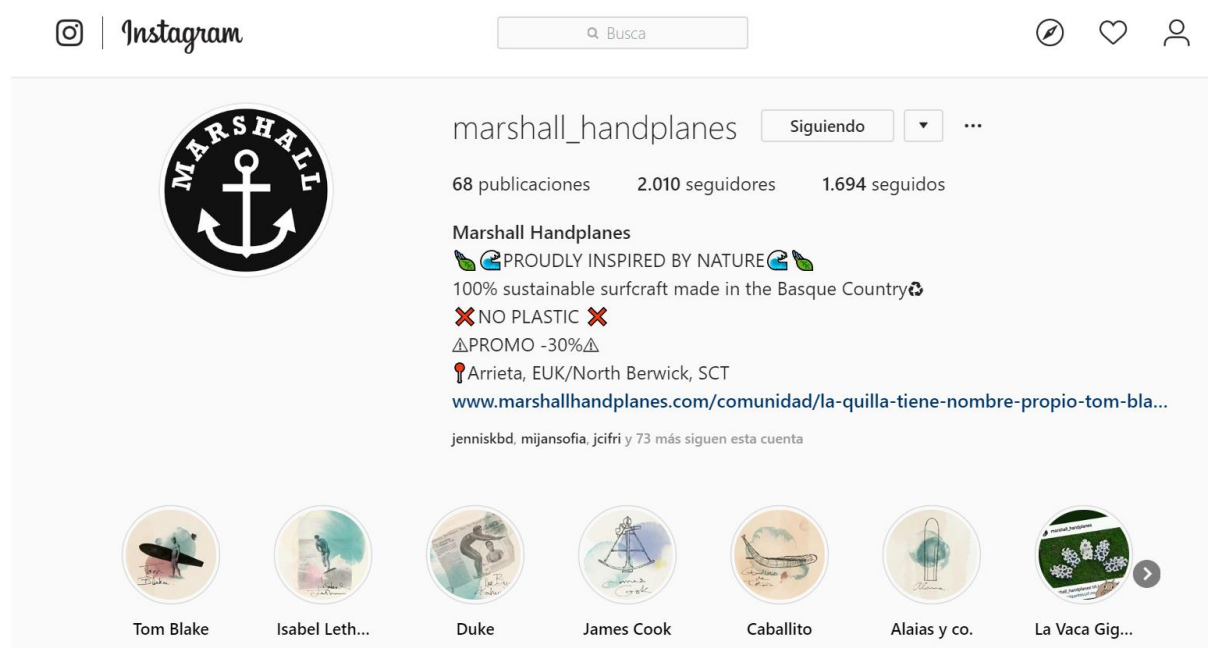 Instagram
Busca
MARSHALL
marshall_handplanes Siguiendo
68 publicaciones 2.010 seguidores 1.694 seguidos
Marshall Handplanes
PROUDLY INSPIRED BY NATURE
100% sustainable surfcraft made in the Basque Country
NO PLASTIC
PROMO -30%
Arrieta, EUK/North Berwick, SCT
www.marshallhandplanes.com/comunidad/la-quilla-tiene-nombre-propio-tom-bla...
jenniskbd, mijansofia, jcifri y 73 más siguen esta cuenta
Tom Blake Isabel Leth... Duke James Cook Caballito Alaias y co. La Vaca Gig...